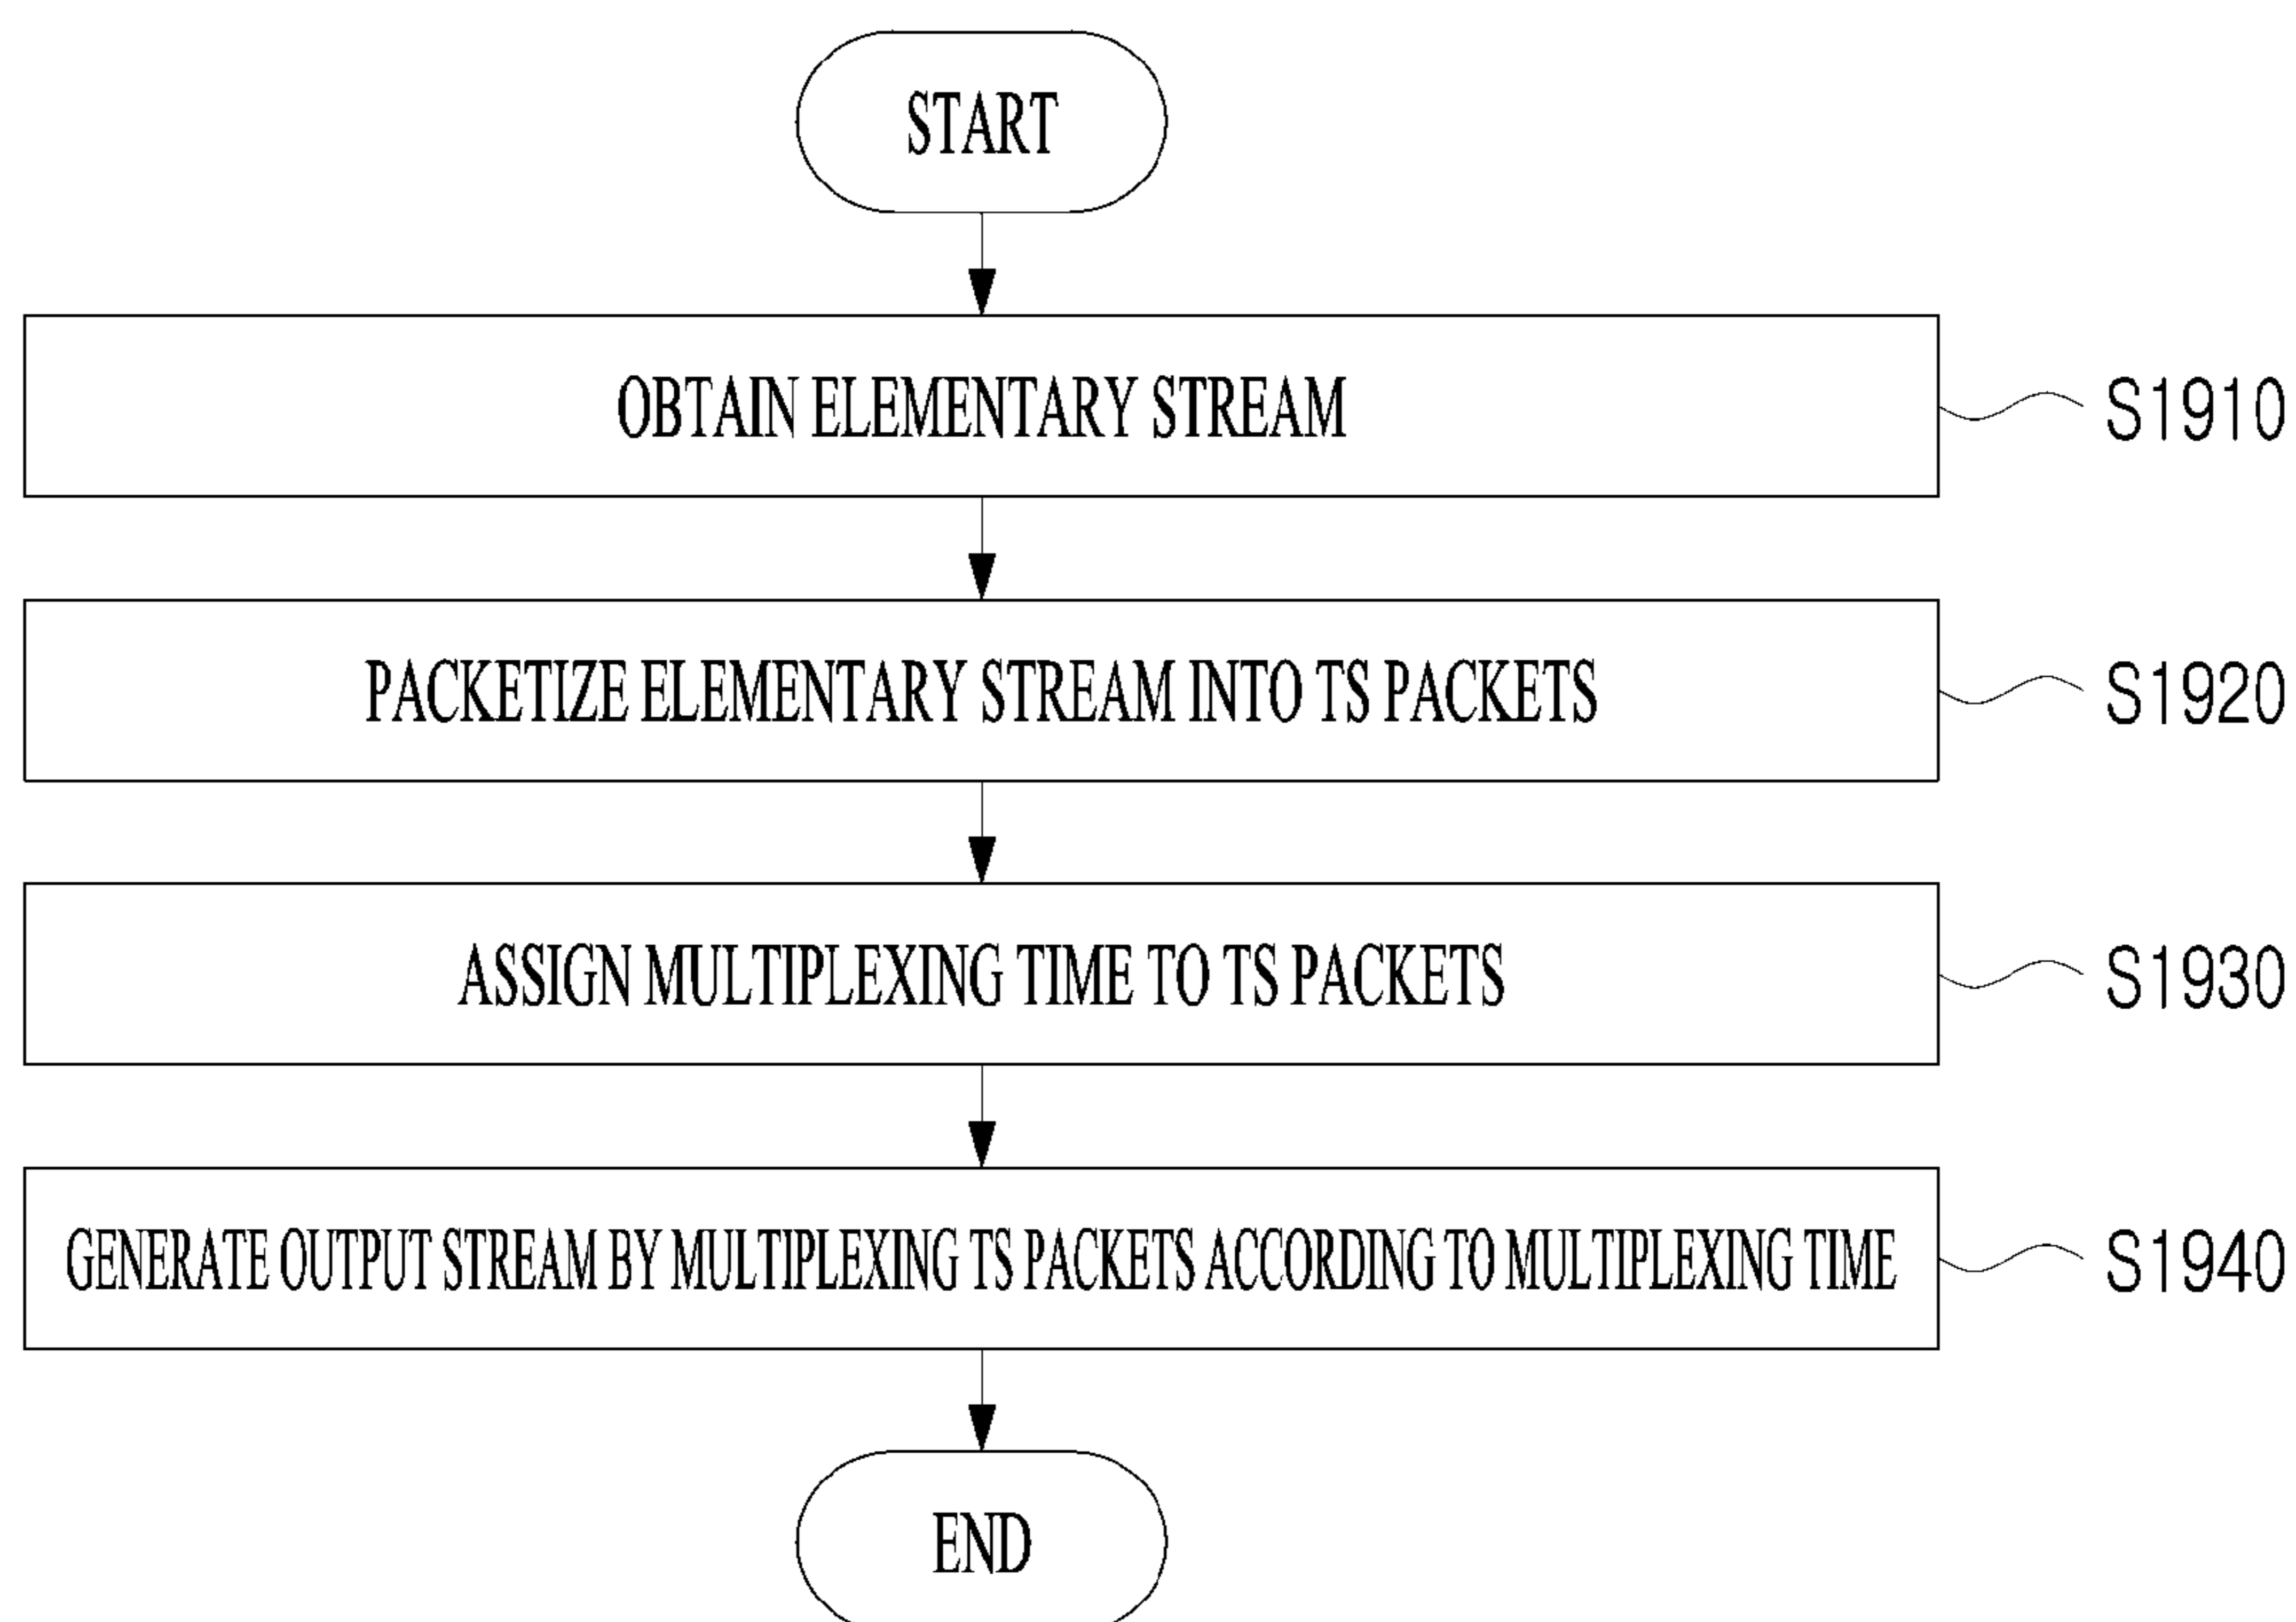 START
OBTAIN ELEMENTARY STREAM
S1910
PACKETIZE ELEMENTARY STREAM INTO TS PACKETS
S1920
ASSIGN MULTIPLEXING TIME TO TS PACKETS
S1930
GENERATE OUTPUT STREAM BY MULTIPLEXING TS PACKETS ACCORDING TO MULTIPLEXING TIME
S1940
END